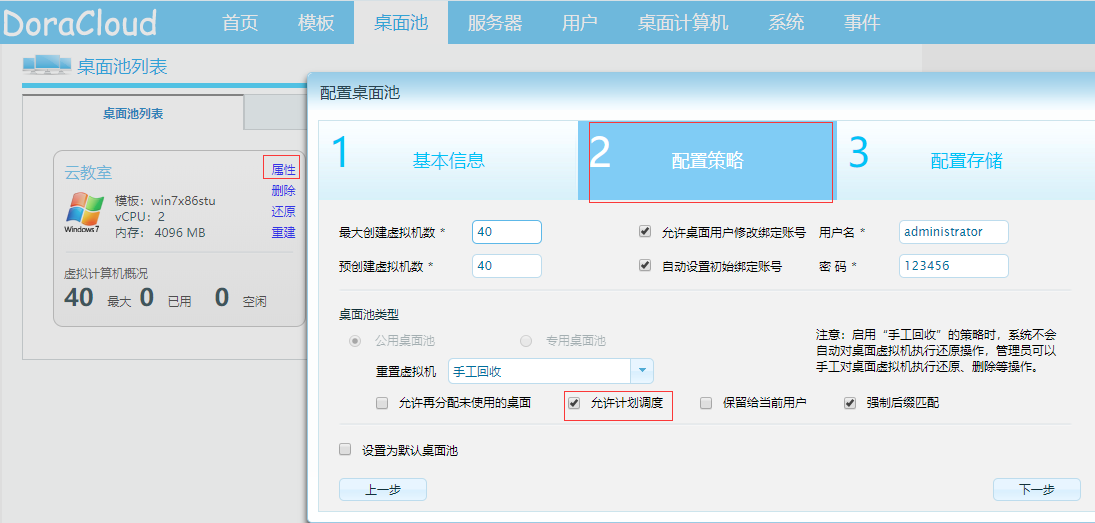 DoraCloud 首页 模板 桌面池 服务器 用户 桌面计算机 系统 事件
桌面池列表
桌面池列表
云教室
属性
删除
还原
重建
Windows 7
模板：win7x86stu
vCPU：2
内存： 4096 MB
虚拟计算机概况
40 最大 0 已用 0 空闲
配置桌面池
1 基本信息 2 配置策略 3 配置存储
最大创建虚拟机数 * 40 允许桌面用户修改绑定账号 用户名 * administrator
预创建虚拟机数 * 40 自动设置初始绑定账号 密 码 * 123456
桌面池类型
公用桌面池 专用桌面池
重置虚拟机 手工回收
注意：启用“手工回收”的策略时，系统不会
自动对桌面虚拟机执行还原操作，管理员可以
手工对桌面虚拟机执行还原、删除等操作。
允许再分配未使用的桌面 允许计划调度 保留给当前用户 强制后缀匹配
设置为默认桌面池
上一步 下一步